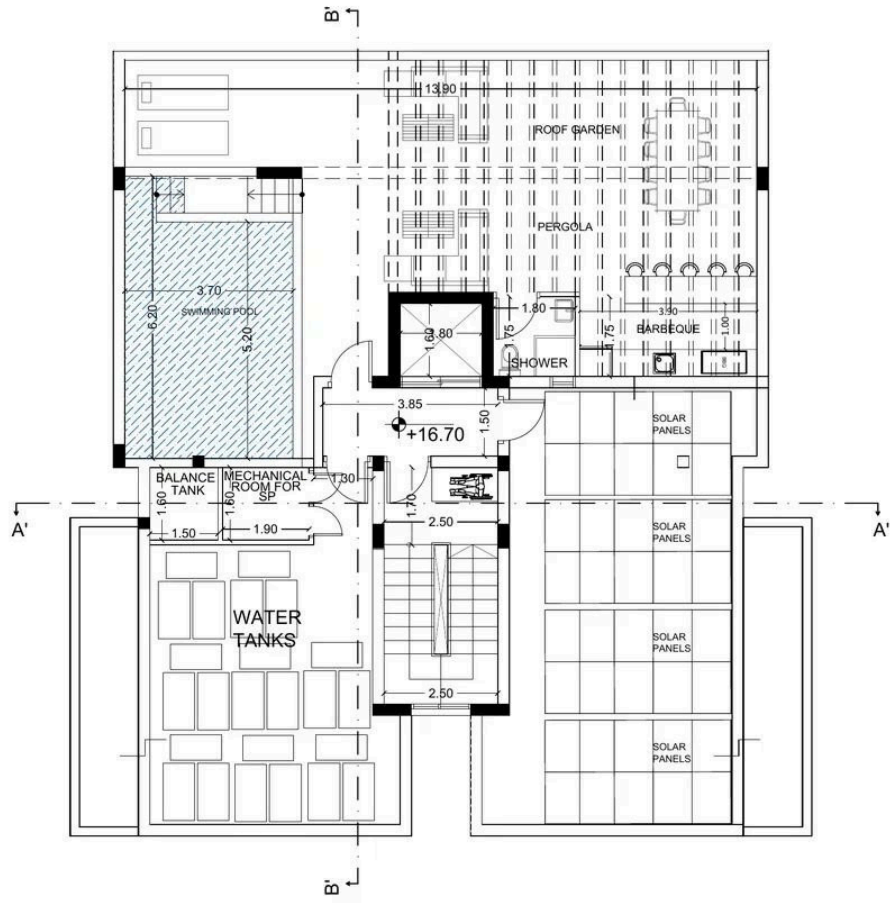 B'
13.90
ROOF GARDEN
PERGOLA
3.70
SWIMMING POOL
6.20
5.20
1.80
1.60
1.80
1.75
SHOWER
1.75
3.90
BARBEQUE
1.00
3.85
1.50
+16.70
SOLAR
PANELS
BALANCE
TANK
MECHANICAL
ROOM FOR
SP
1.30
1.60
1.60
1.50
1.90
1.70
2.50
A'
A'
SOLAR
PANELS
WATER
TANKS
SOLAR
PANELS
2.50
SOLAR
PANELS
B'